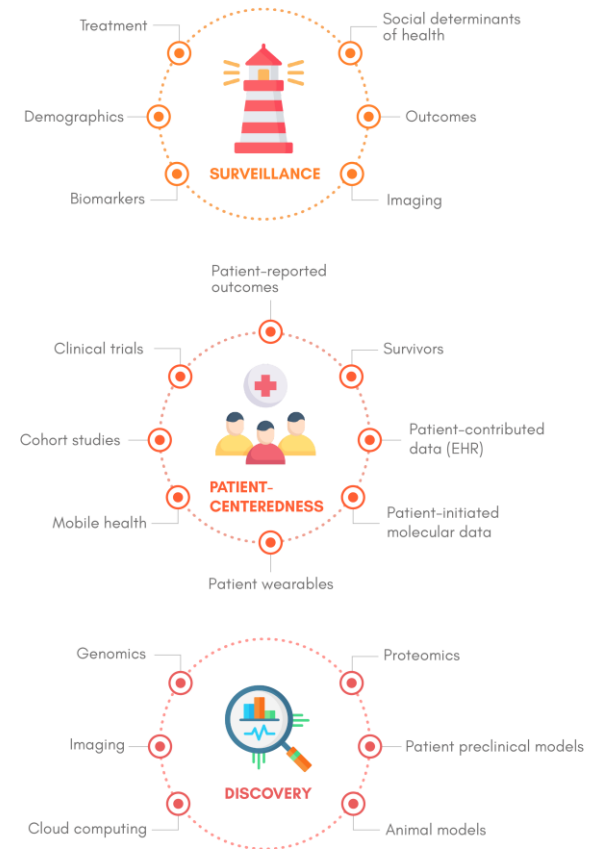 Treatment
Social determinants
of health
Demographics
Outcomes
Biomarkers
Imaging
SURVEILLANCE
Patient-reported
outcomes
Clinical trials
Survivors
Cohort studies
Patient-contributed
data (EHR)
Mobile health
Patient-initiated
molecular data
PATIENT-
CENTEREDNESS
Patient wearables
Genomics
Proteomics
Imaging
Patient preclinical models
Cloud computing
Animal models
DISCOVERY